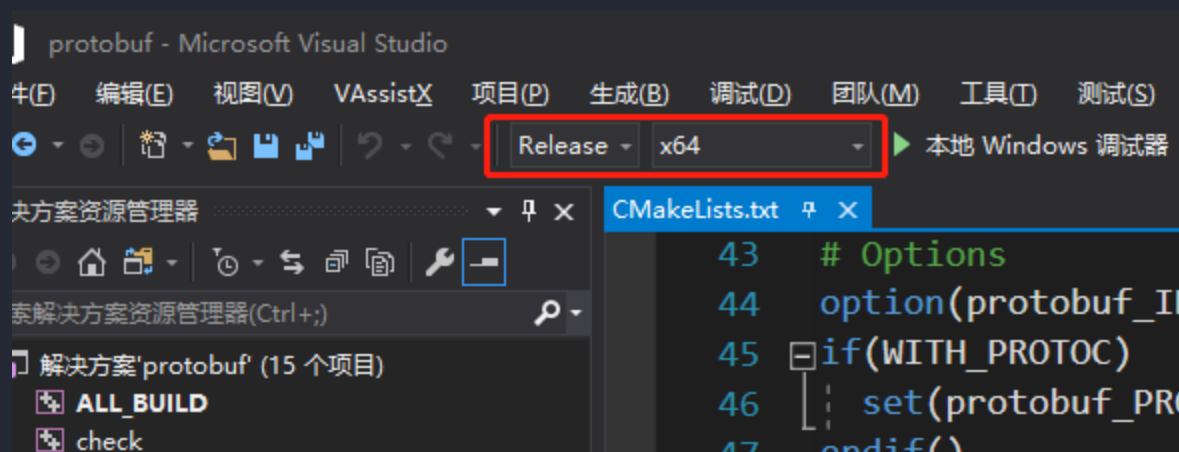 protobuf - Microsoft Visual Studio
件(F) 编辑(E) 视图(V) VAssistX 项目(P) 生成(B) 调试(D) 团队(M) 工具(T) 测试(S)
Release x64 本地 Windows 调试器
决方案资源管理器
CMakeLists.txt
43 # Options
索解决方案资源管理器(Ctrl+;)
44 option(protobuf_I
解决方案'protobuf' (15 个项目)
45 if(WITH_PROTOC)
ALL_BUILD
46 set(protobuf_PR
check
47 endif()